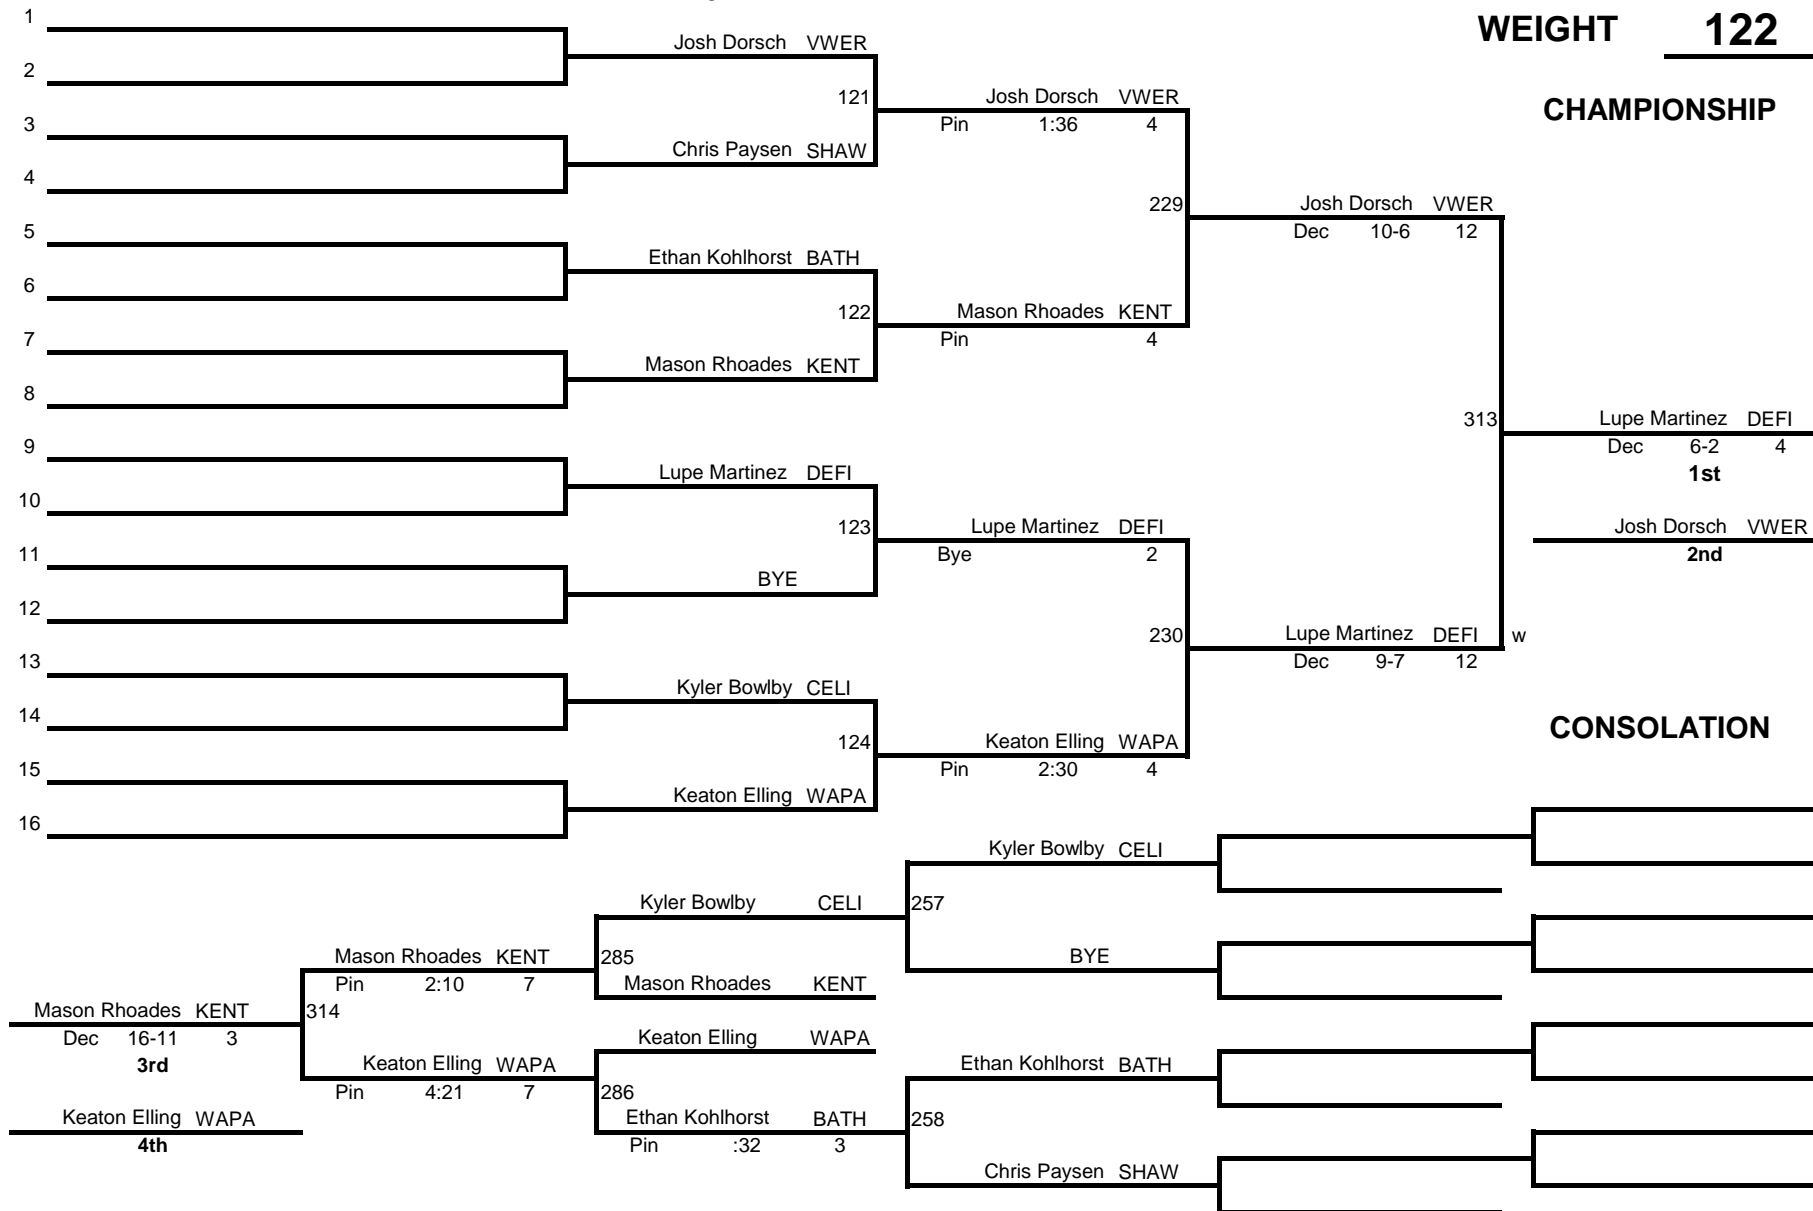 1
WEIGHT 122
Josh Dorsch VWER
2
121
Josh Dorsch VWER
Pin 1:36 4
CHAMPIONSHIP
3
Chris Paysen SHAW
4
229
Josh Dorsch VWER
Dec 10-6 12
5
Ethan Kohlhorst BATH
6
122
Mason Rhoades KENT
Pin 4
7
Mason Rhoades KENT
8
313
Lupe Martinez DEFI
Dec 6-2 4
1st
9
Lupe Martinez DEFI
10
123
Lupe Martinez DEFI
Bye 2
Josh Dorsch VWER
2nd
11
BYE
12
230
Lupe Martinez DEFI w
Dec 9-7 12
13
Kyler Bowlby CELI
14
124
Keaton Elling WAPA
Pin 2:30 4
CONSOLATION
15
Keaton Elling WAPA
16
Kyler Bowlby CELI
Kyler Bowlby CELI
257
Mason Rhoades KENT
Pin 2:10 7
285
BYE
Mason Rhoades KENT
Mason Rhoades KENT
Dec 16-11 3
3rd
314
Keaton Elling WAPA
Keaton Elling WAPA
Pin 4:21 7
286
Ethan Kohlhorst BATH
Keaton Elling WAPA
4th
Ethan Kohlhorst BATH
Pin :32 3
258
Chris Paysen SHAW